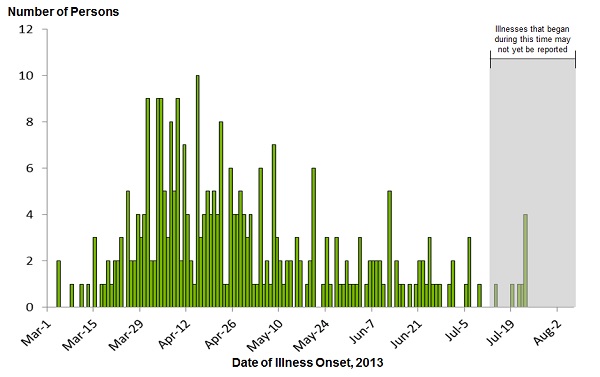 Number of Persons
Illnesses that began
during this time may
not yet be reported
12
10
8
6
4
2
0
Mar-1 Mar-15 Mar-29 Apr-12 Apr-26 May-10 May-24 Jun-7 Jun-21 Jul-5 Jul-19 Aug-2
Date of Illness Onset, 2013